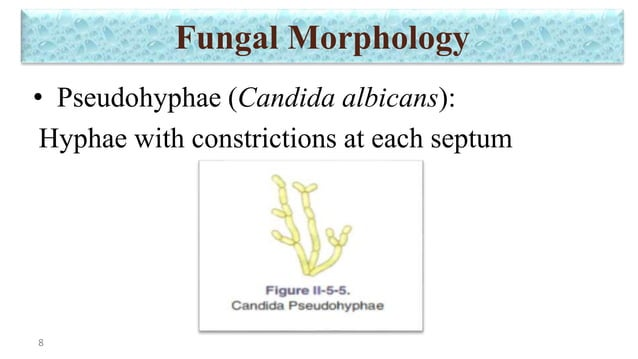 Fungal Morphology
• Pseudohyphae (Candida albicans):
Hyphae with constrictions at each septum
Figure II-5-5.
Candida Pseudohyphae
8